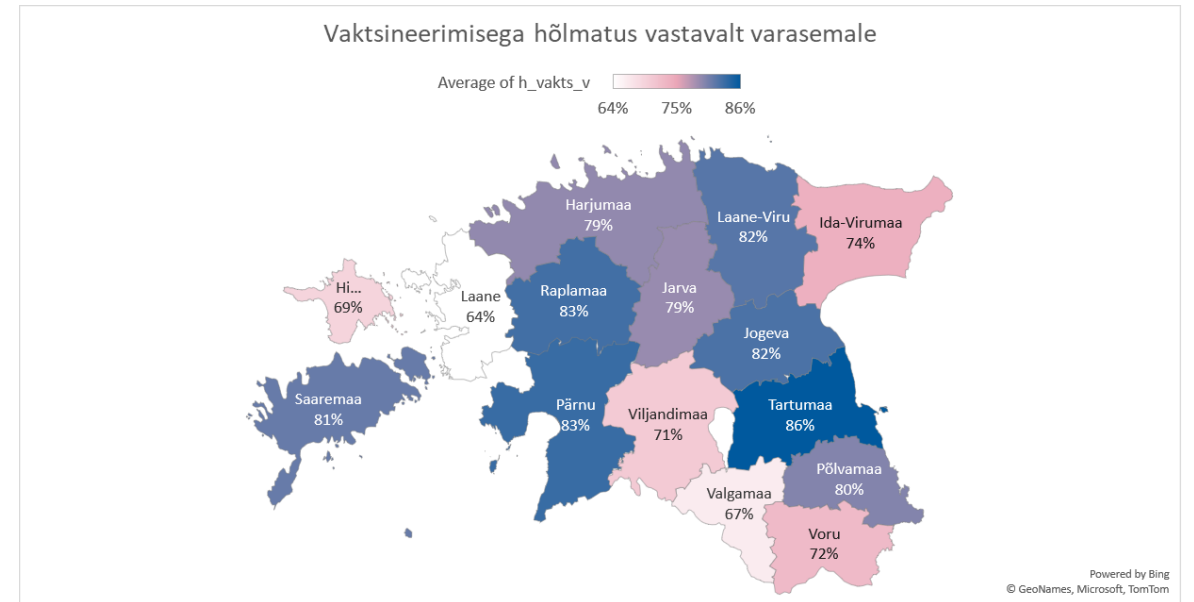 Vaktsineerimisega hõlmatus vastavalt varasemale
Average of h_vakts_v
64% 75% 86%
Harjumaa
79%
Laane-Viru
82%
Ida-Virumaa
74%
Hi...
69%
Laane
64%
Raplamaa
83%
Jarva
79%
Jogeva
82%
Saaremaa
81%
Pärnu
83%
Viljandimaa
71%
Tartumaa
86%
Põlvamaa
80%
Valgamaa
67%
Voru
72%
Powered by Bing
© GeoNames, Microsoft, TomTom